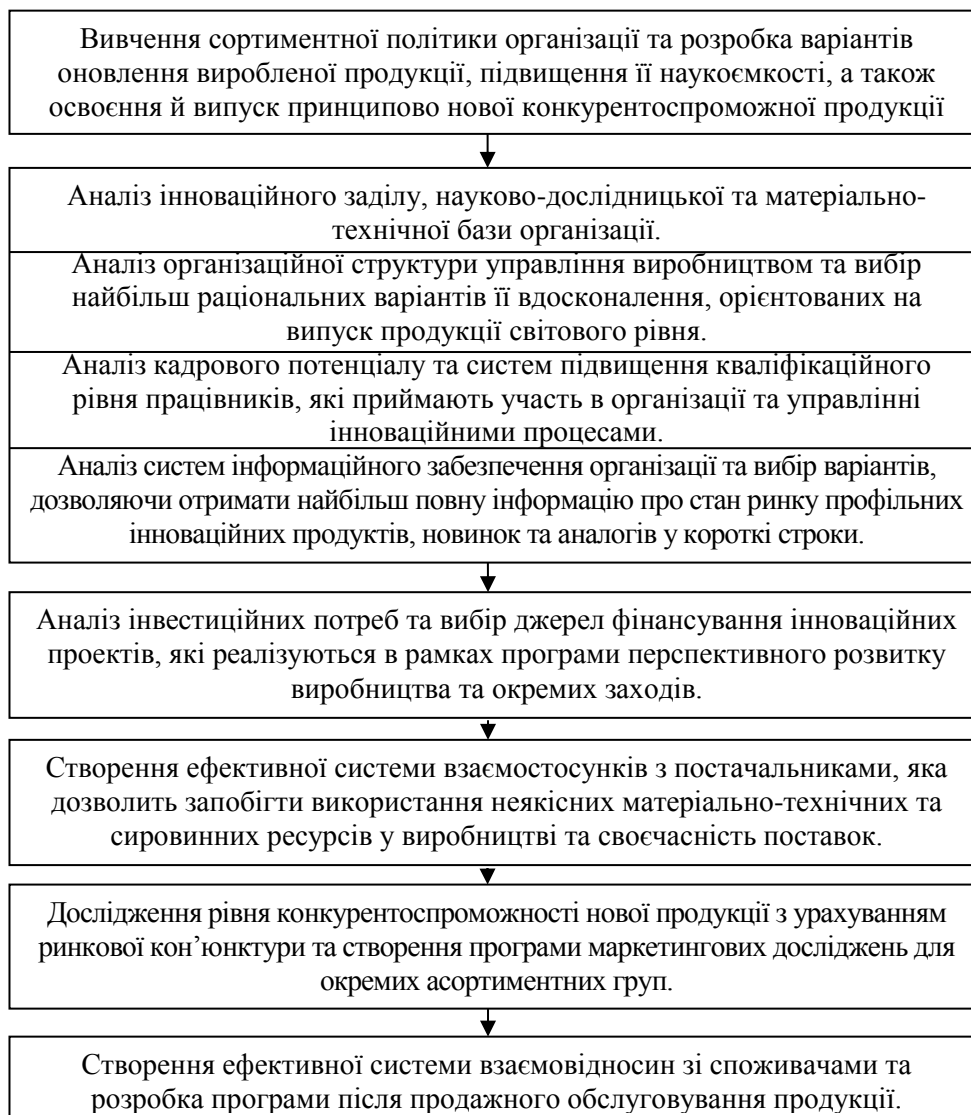 Вивчення сортиментної політики організації та розробка варіантів
оновлення виробленої продукції, підвищення її наукоємкості, а також
освоєння й випуск принципово нової конкурентоспроможної продукції
Аналіз інноваційного заділу, науково-дослідницької та матеріально-
технічної бази організації.
Аналіз організаційної структури управління виробництвом та вибір
найбільш раціональних варіантів її вдосконалення, орієнтованих на
випуск продукції світового рівня.
Аналіз кадрового потенціалу та систем підвищення кваліфікаційного
рівня працівників, які приймають участь в організації та управлінні
інноваційними процесами.
Аналіз систем інформаційного забезпечення організації та вибір варіантів,
дозволяючи отримати найбільш повну інформацію про стан ринку профільних
інноваційних продуктів, новинок та аналогів у короткі строки.
Аналіз інвестиційних потреб та вибір джерел фінансування інноваційних
проектів, які реалізуються в рамках програми перспективного розвитку
виробництва та окремих заходів.
Створення ефективної системи взаємостосунків з постачальниками, яка
дозволить запобігти використання неякісних матеріально-технічних та
сировинних ресурсів у виробництві та своєчасність поставок.
Дослідження рівня конкурентоспроможності нової продукції з урахуванням
ринкової кон’юнктури та створення програми маркетингових досліджень для
окремих асортиментних груп.
Створення ефективної системи взаємовідносин зі споживачами та
розробка програми після продажного обслуговування продукції.